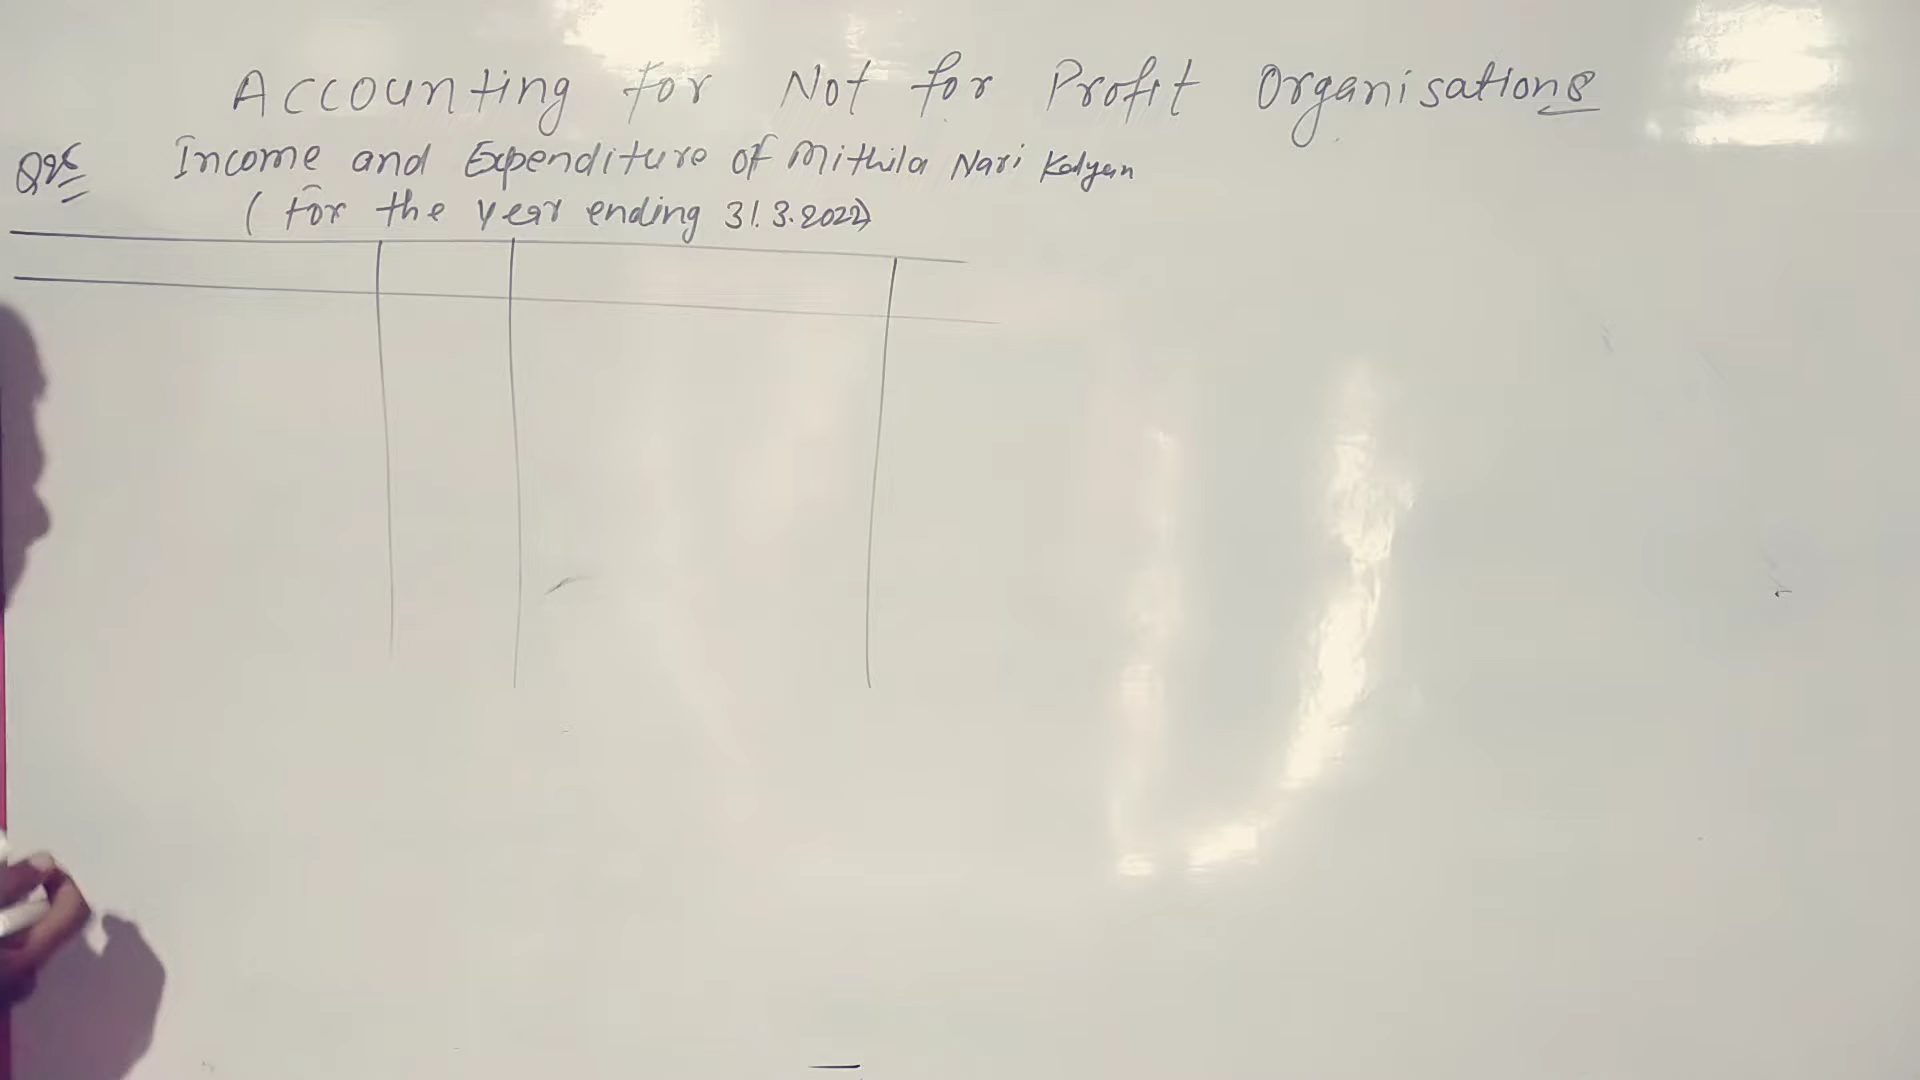 Accounting for Not for Profit Organisations
Income and Expenditure of Mithila Nari Kalyan
(for the year ending 31.3.2022)